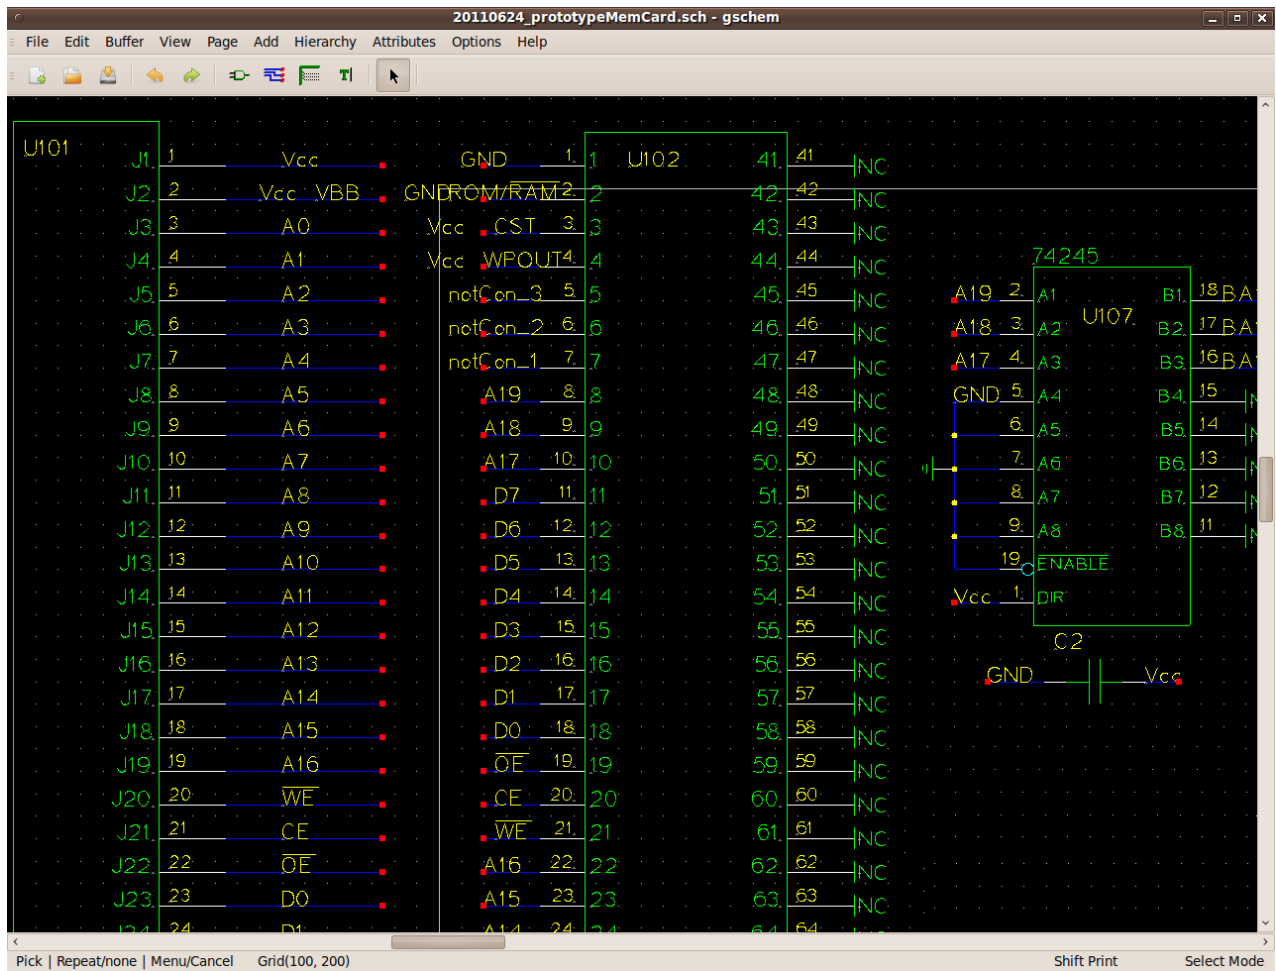 20110624_prototypeMemCard.sch - gschem
File Edit Buffer View Page Add Hierarchy Attributes Options Help
U101
J1 1 Vcc
J2 2 Vcc VBB
J3 3 A0
J4 4 A1
J5 5 A2
J6 6 A3
J7 7 A4
J8 8 A5
J9 9 A6
J10 10 A7
J11 11 A8
J12 12 A9
J13 13 A10
J14 14 A11
J15 15 A12
J16 16 A13
J17 17 A14
J18 18 A15
J19 19 A16
J20 20 WE
J21 21 CE
J22 22 OE
J23 23 D0
J24 24 D1
U102
GND 1 1 41 41 NC
GND ROM/RAM 2 2 42 42 NC
Vcc CST 3 3 43 43 NC
Vcc WPOUT 4 4 44 44 NC
notCon_3 5 5 45 45 NC
notCon_2 6 6 46 46 NC
notCon_1 7 7 47 47 NC
A19 8 8 48 48 NC
A18 9 9 49 49 NC
A17 10 10 50 50 NC
D7 11 11 51 51 NC
D6 12 12 52 52 NC
D5 13 13 53 53 NC
D4 14 14 54 54 NC
D3 15 15 55 55 NC
D2 16 16 56 56 NC
D1 17 17 57 57 NC
D0 18 18 58 58 NC
OE 19 19 59 59 NC
CE 20 20 60 60 NC
WE 21 21 61 61 NC
A16 22 22 62 62 NC
A15 23 23 63 63 NC
A14 24 24 64 64
74245
U107
A19 2 A1 B1 18 BA
A18 3 A2 B2 17 BA
A17 4 A3 B3 16 BA
GND 5 A4 B4 15
6 A5 B5 14
7 A6 B6 13
8 A7 B7 12
9 A8 B8 11
19 ENABLE
Vcc 1 DIR
C2
GND Vcc
Pick | Repeat/none | Menu/Cancel Grid(100, 200) Shift Print Select Mode